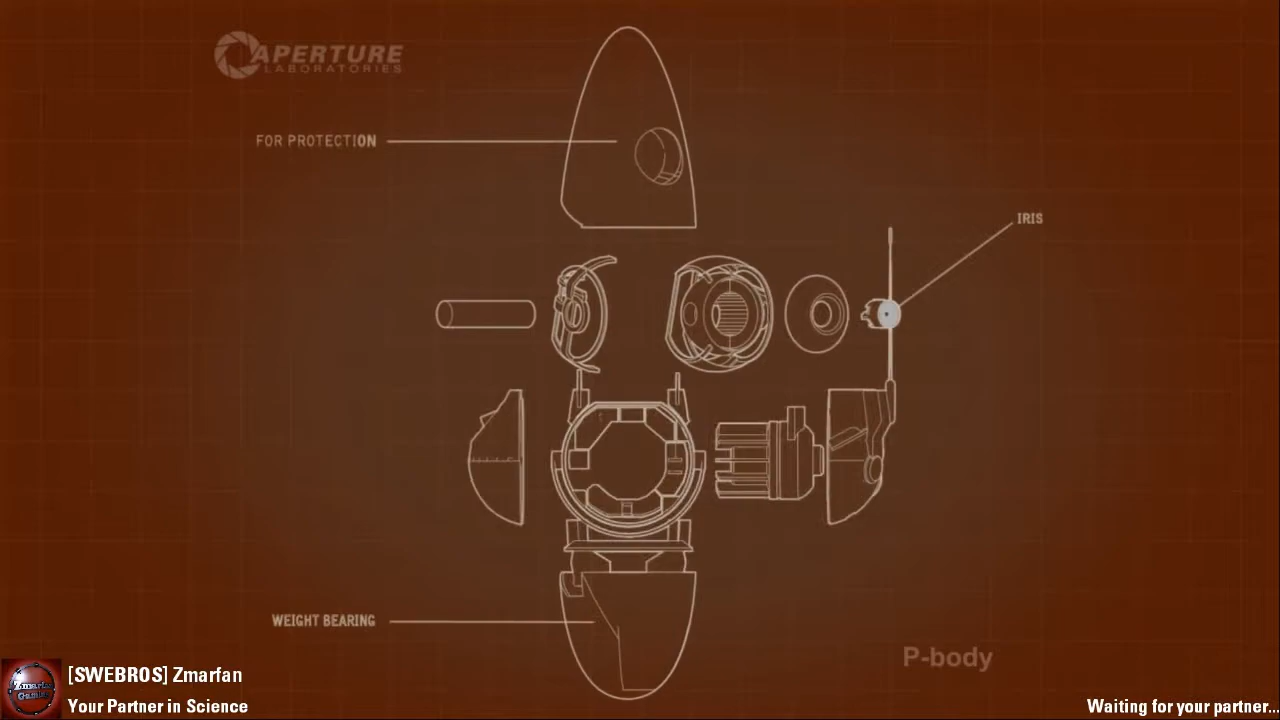 APERTURE
LABORATORIES
FOR PROTECTION
IRIS
WEIGHT BEARING
P-body
[SWEBROS] Zmarfan
Your Partner in Science
Waiting for your partner...